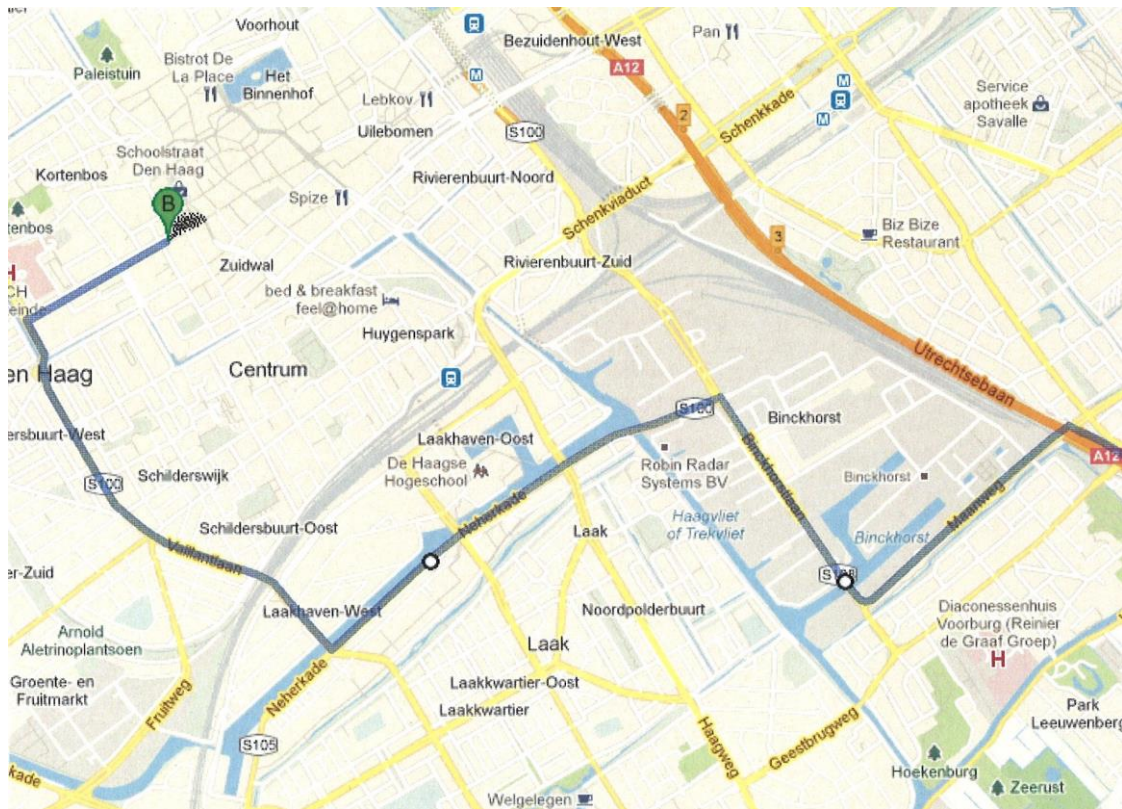 Voorhout
Paleistuin
Bistrot De
La Place
Het
Binnenhof
Bezuidenhout-West
Pan
A12
M
2
Lebkov
Uilebomen
S100
Schenkkade
M
M
Service
apotheek
Savalle
Schoolstraat
Den Haag
Kortenbos
B
Spize
Rivierenbuurt-Noord
Schenkviaduct
3
Biz Bize
Restaurant
tenbos
Zuidwal
Rivierenbuurt-Zuid
H
CH
einde
bed & breakfast
feel@home
Huygenspark
Utrechtsebaan
en Haag
Centrum
S100
Binckhorst
ersbuurt-West
Laakhaven-Oost
De Haagse
Hogeschool
Binckhorstlaan
Robin Radar
Systems BV
Binckhorst
A12
Schilderswijk
S100
Neherkade
Haagvliet
of Trekvliet
Maanweg
Schildersbuurt-Oost
Laak
Binckhorst
Vaillantlaan
er-Zuid
Laakhaven-West
Noordpolderbuurt
Diaconessenhuis
Voorburg (Reinier
de Graaf Groep)
H
Arnold
Aletrinoplantsoen
Laak
Groente- en
Fruitmarkt
Fruitweg
Neherkade
Laakkwartier-Oost
Laakkwartier
Park
Leeuwenberg
S105
Haagweg
Geestbrugweg
kade
Hoekenburg
Zeerust
Welgelegen